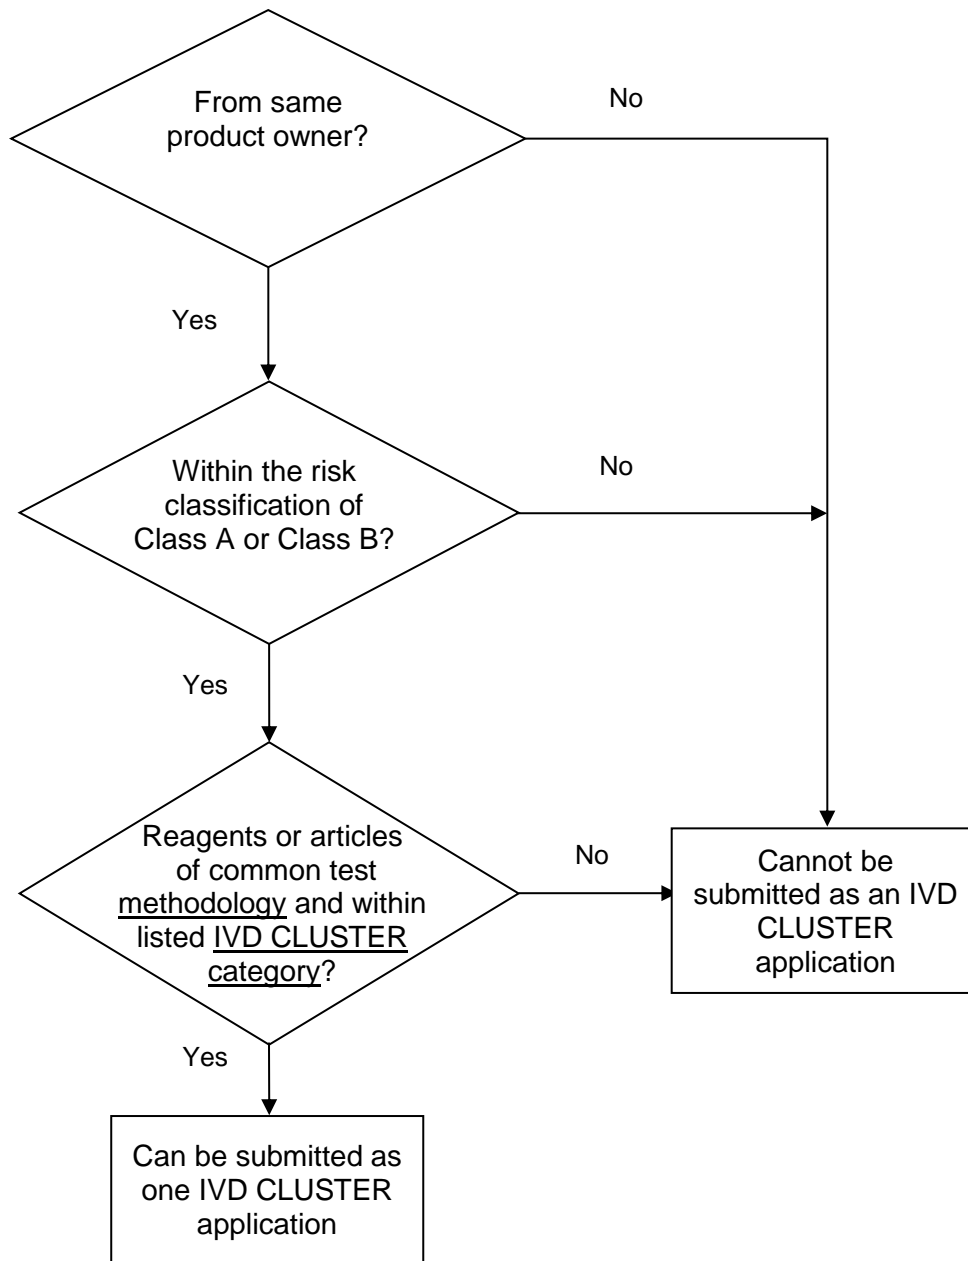 From same
product owner?
No
Yes
Within the risk
classification of
Class A or Class B?
No
Yes
Reagents or articles
of common test
methodology and within
listed IVD CLUSTER
category?
No
Cannot be
submitted as an IVD
CLUSTER
application
Yes
Can be submitted as
one IVD CLUSTER
application